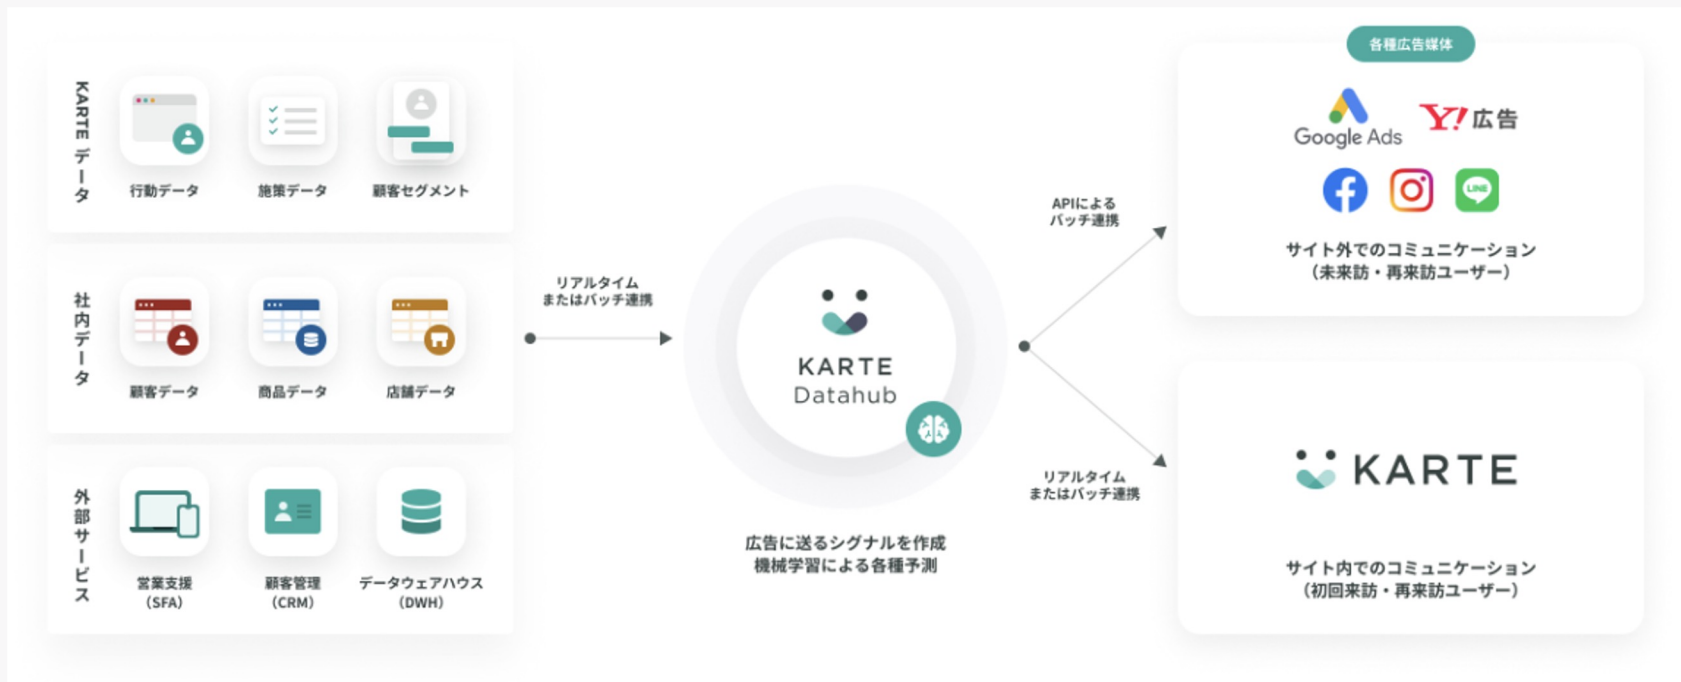 KARTE データ
行動データ
施策データ
顧客セグメント
社内データ
顧客データ
商品データ
店舗データ
外部サービス
営業支援
（SFA）
顧客管理
（CRM）
データウェアハウス
（DWH）
リアルタイム
またはバッチ連携
KARTE
Datahub
広告に送るシグナルを作成
機械学習による各種予測
APIによる
バッチ連携
リアルタイム
またはバッチ連携
各種広告媒体
Google Ads
Y! 広告
LINE
サイト外でのコミュニケーション
（未来訪・再来訪ユーザー）
KARTE
サイト内でのコミュニケーション
（初回来訪・再来訪ユーザー）